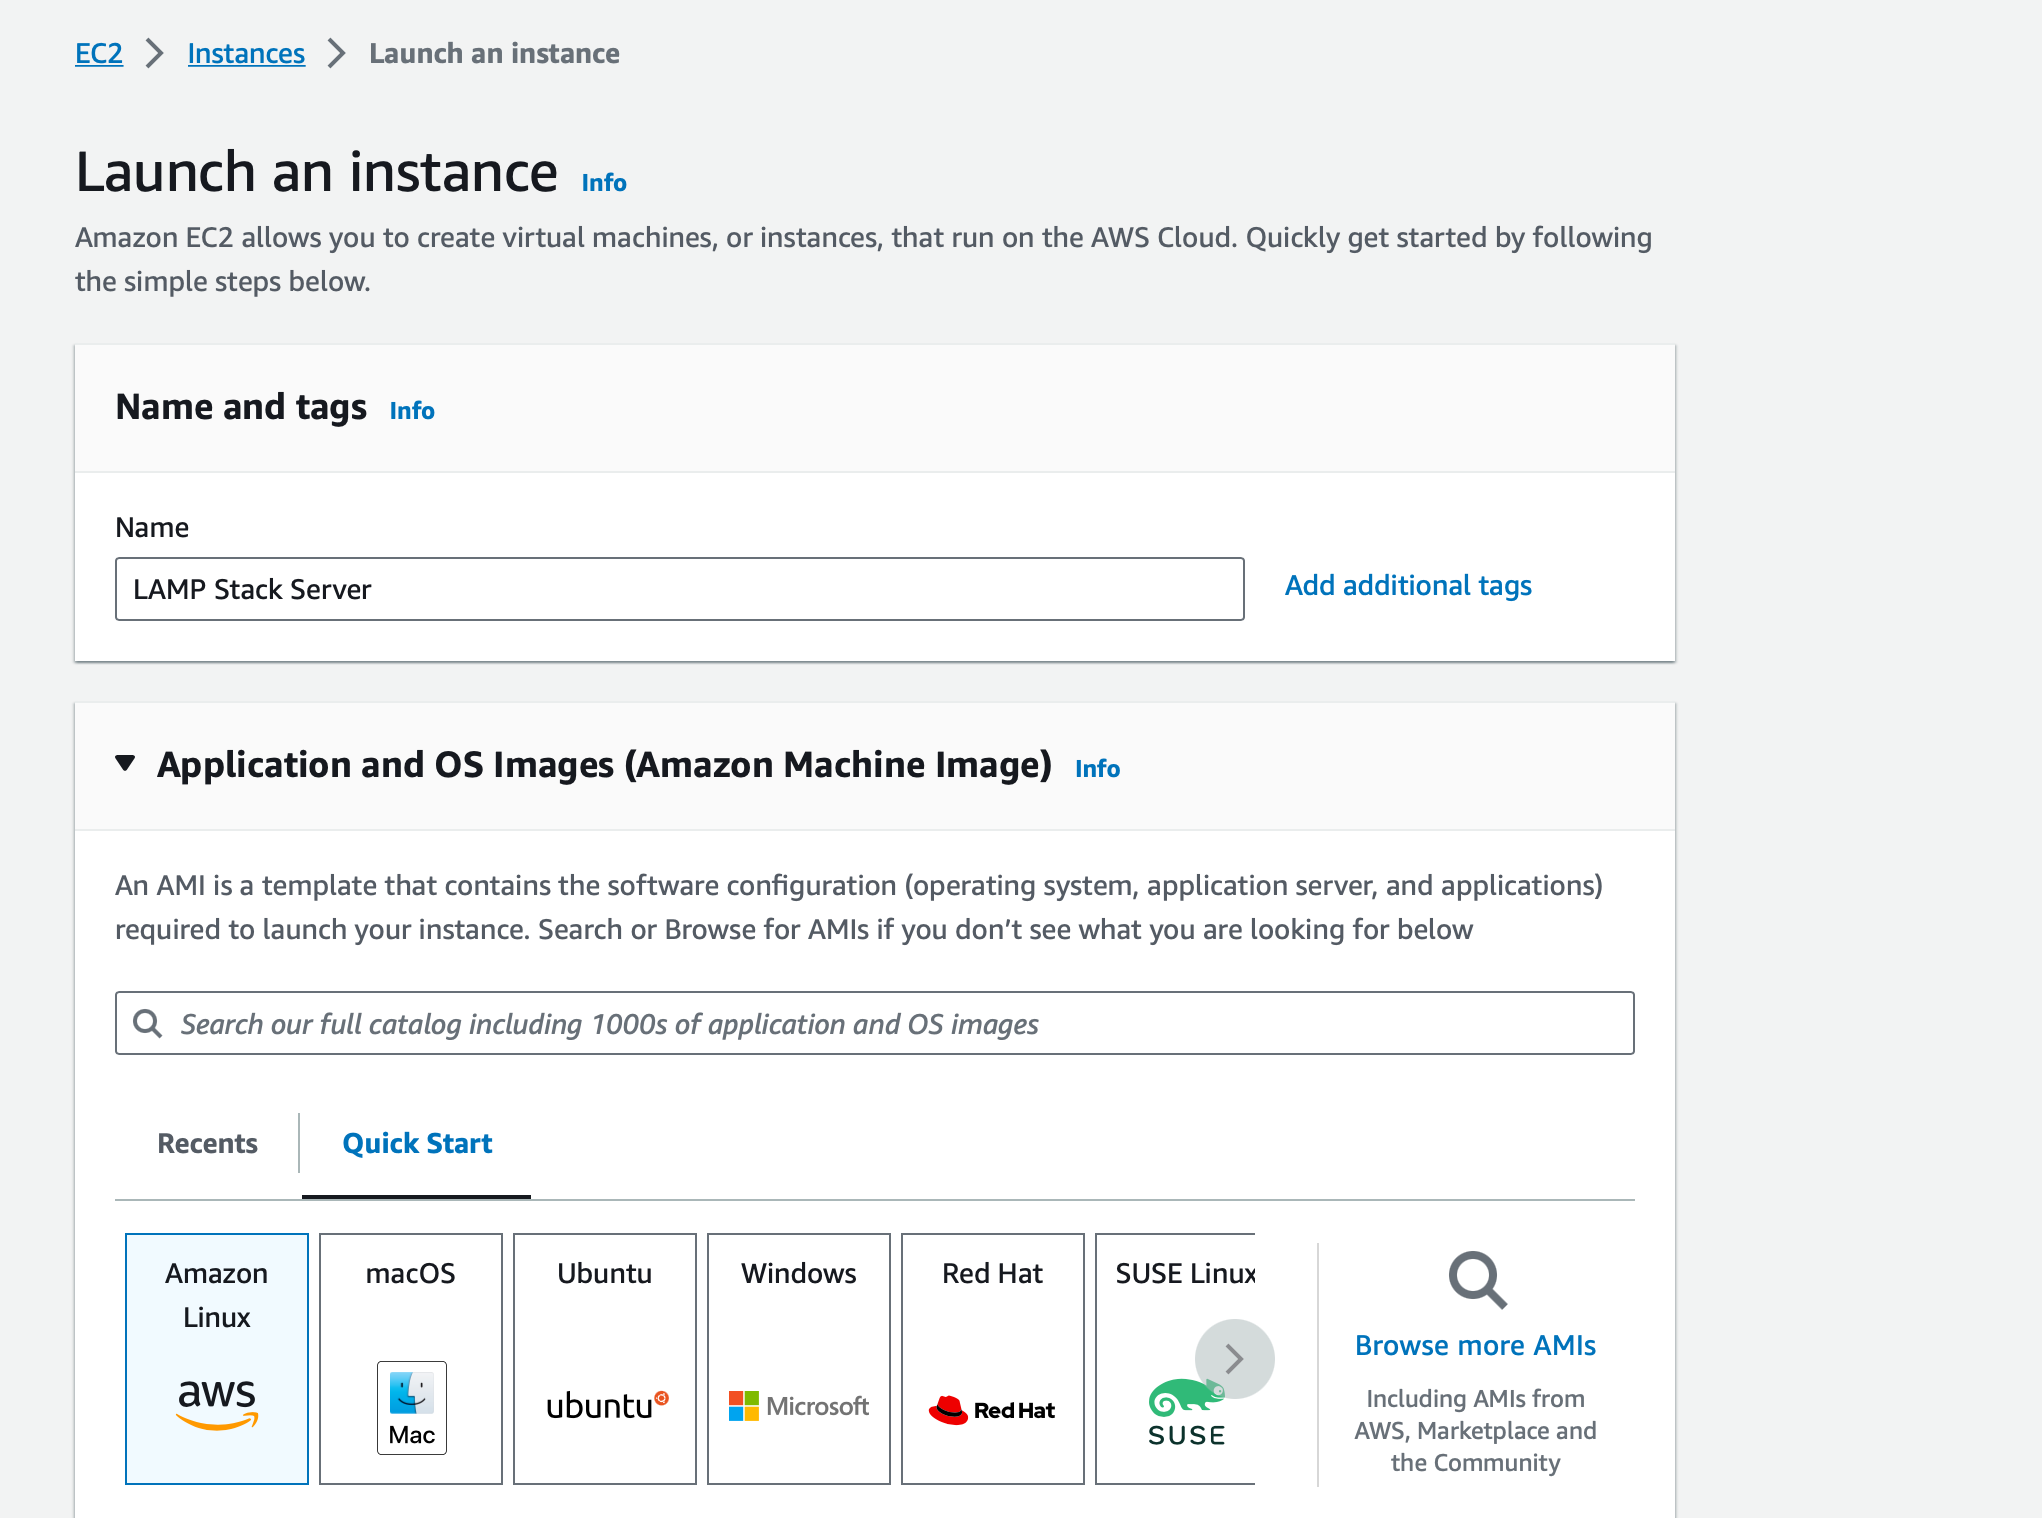 EC2 > Instances > Launch an instance
Launch an instance Info
Amazon EC2 allows you to create virtual machines, or instances, that run on the AWS Cloud. Quickly get started by following
the simple steps below.
Name and tags Info
Name
LAMP Stack Server
Add additional tags
Application and OS Images (Amazon Machine Image) Info
An AMI is a template that contains the software configuration (operating system, application server, and applications)
required to launch your instance. Search or Browse for AMIs if you don’t see what you are looking for below
Search our full catalog including 1000s of application and OS images
Recents
Quick Start
Amazon
Linux
aws
macOS
Mac
Ubuntu
ubuntu
Windows
Microsoft
Red Hat
Red Hat
SUSE Linux
SUSE
Browse more AMIs
Including AMIs from
AWS, Marketplace and
the Community